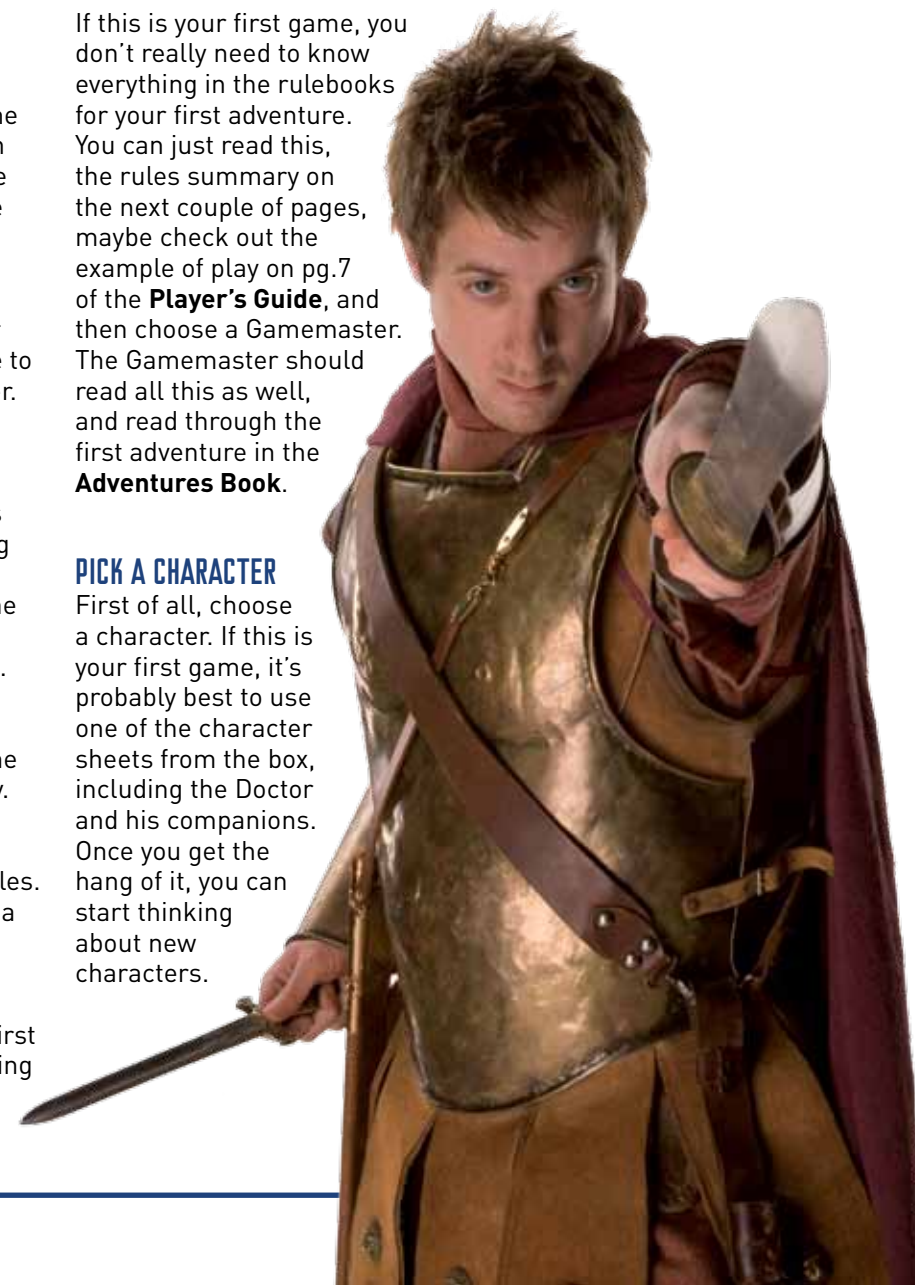 If this is your first game, you
don't really need to know
everything in the rulebooks
for your first adventure.
You can just read this,
the rules summary on
the next couple of pages,
maybe check out the
example of play on pg.7
of the Player's Guide, and
then choose a Gamemaster.
The Gamemaster should
read all this as well,
and read through the
first adventure in the
Adventures Book.
PICK A CHARACTER
First of all, choose
a character. If this is
your first game, it's
probably best to use
one of the character
sheets from the box,
including the Doctor
and his companions.
Once you get the
hang of it, you can
start thinking
about new
characters.